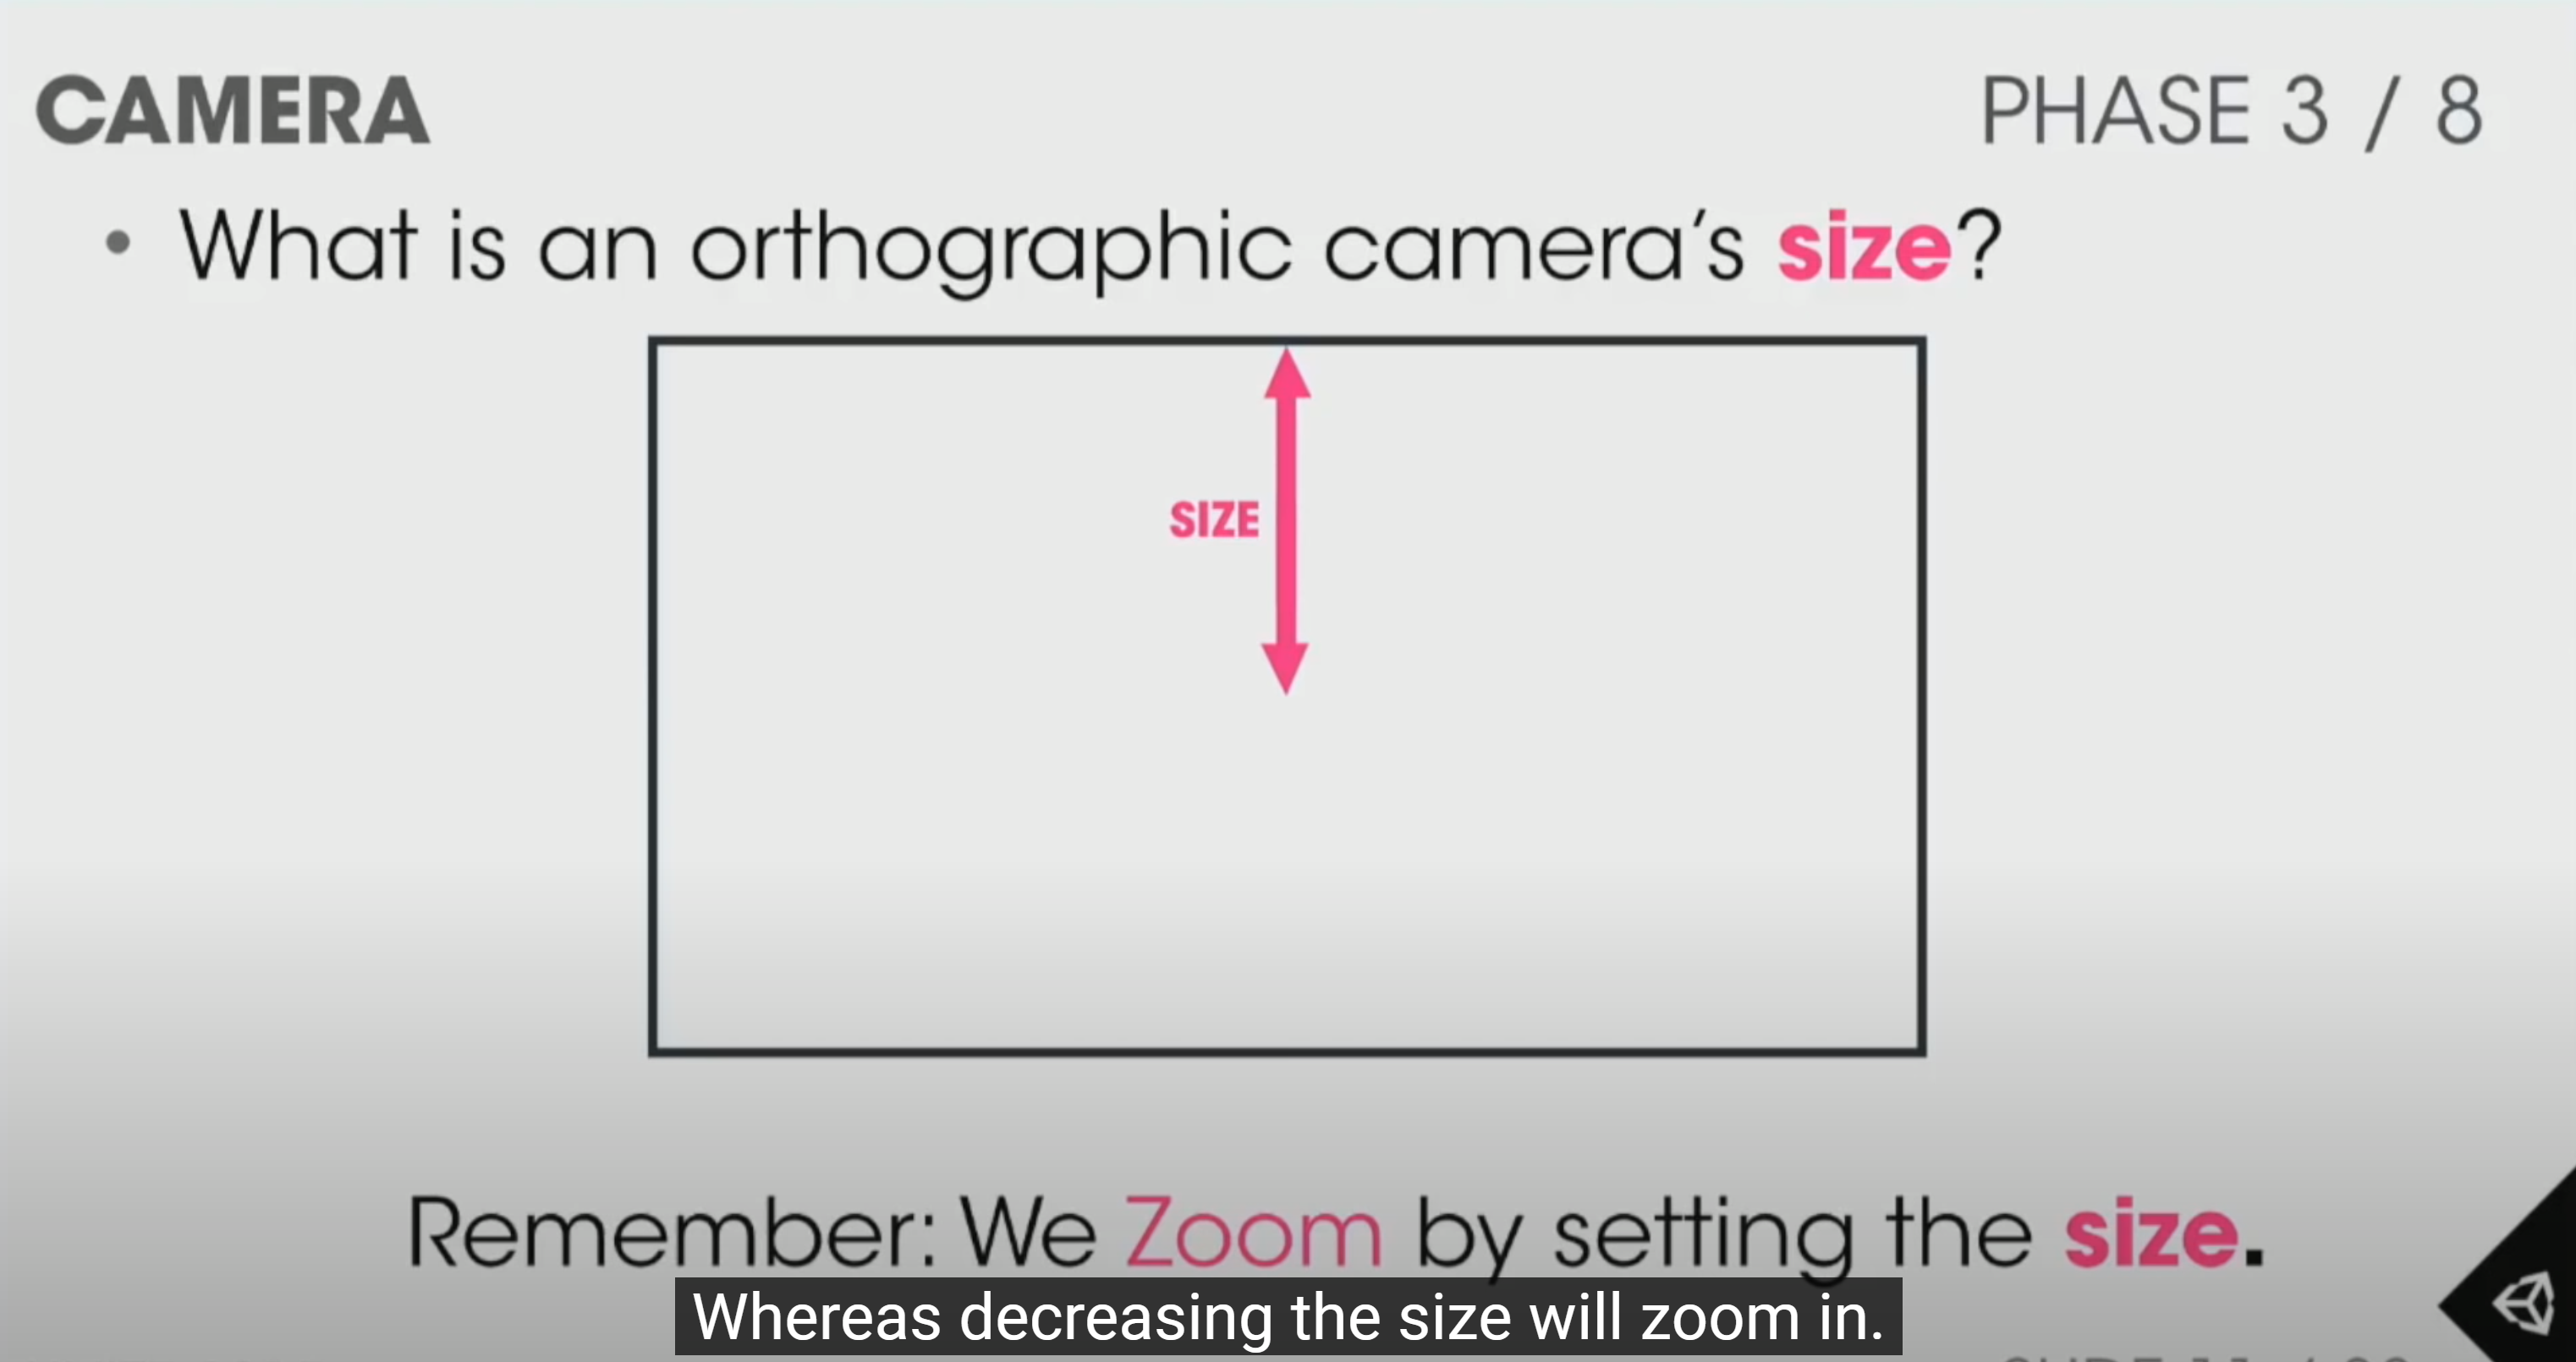 CAMERA
PHASE 3 / 8
• What is an orthographic camera's size?
SIZE
Remember: We Zoom by setting the size.
Whereas decreasing the size will zoom in.